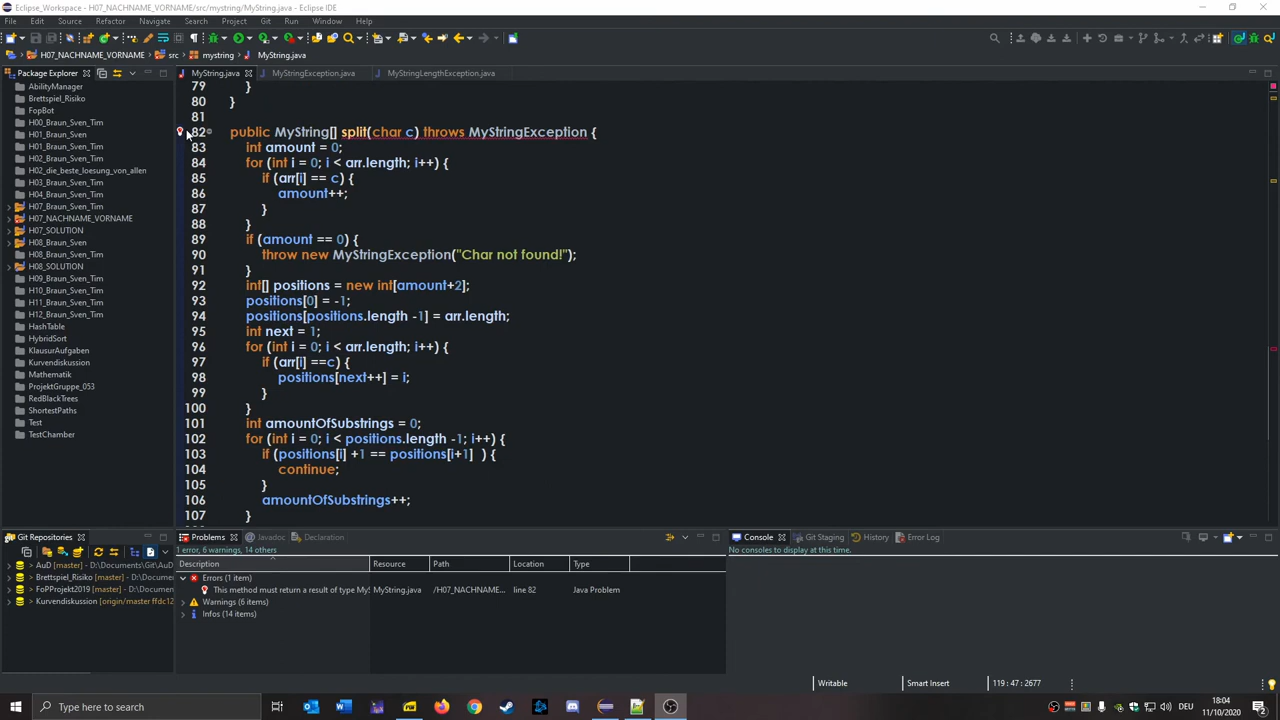 Eclipse_Workspace - H07_NACHNAME_VORNAME/src/mystring/MyString.java - Eclipse IDE
File Edit Source Refactor Navigate Search Project Git Run Window Help
H07_NACHNAME_VORNAME src mystring MyString.java
Package Explorer
AbilityManager
Brettspiel_Risiko
FopBot
H00_Braun_Sven_Tim
H01_Braun_Sven
H01_Braun_Sven_Tim
H02_Braun_Sven_Tim
H02_die_beste_loesung_von_allen
H03_Braun_Sven_Tim
H04_Braun_Sven_Tim
H07_Braun_Sven_Tim
H07_NACHNAME_VORNAME
H07_SOLUTION
H08_Braun_Sven
H08_Braun_Sven_Tim
H08_SOLUTION
H09_Braun_Sven_Tim
H10_Braun_Sven_Tim
H11_Braun_Sven_Tim
H12_Braun_Sven_Tim
HashTable
HybridSort
KlausurAufgaben
Kurvendiskussion
Mathematik
ProjektGruppe_053
RedBlackTrees
ShortestPaths
Test
TestChamber
MyString.java MyStringException.java MyStringLengthException.java
79 }
80 }
81
82 public MyString[] split(char c) throws MyStringException {
83 int amount = 0;
84 for (int i = 0; i < arr.length; i++) {
85 if (arr[i] == c) {
86 amount++;
87 }
88 }
89 if (amount == 0) {
90 throw new MyStringException("Char not found!");
91 }
92 int[] positions = new int[amount+2];
93 positions[0] = -1;
94 positions[positions.length -1] = arr.length;
95 int next = 1;
96 for (int i = 0; i < arr.length; i++) {
97 if (arr[i] ==c) {
98 positions[next++] = i;
99 }
100 }
101 int amountOfSubstrings = 0;
102 for (int i = 0; i < positions.length -1; i++) {
103 if (positions[i] +1 == positions[i+1] ) {
104 continue;
105 }
106 amountOfSubstrings++;
107 }
Git Repositories
> AuD [master] - D:\Documents\Git\AuD
> Brettspiel_Risiko [master] - D:\Docume
> FoPProjekt2019 [master] - D:\Document
> Kurvendiskussion [origin/master ffdc12
Problems Javadoc Declaration
1 error, 6 warnings, 14 others
Description Resource Path Location Type
Errors (1 item)
This method must return a result of type MyS MyString.java /H07_NACHNAME... line 82 Java Problem
Warnings (6 items)
Infos (14 items)
Console Git Staging History Error Log
No consoles to display at this time.
Writable Smart Insert 119 : 47 : 2677
Type here to search
DEU
18:04
11/10/2020